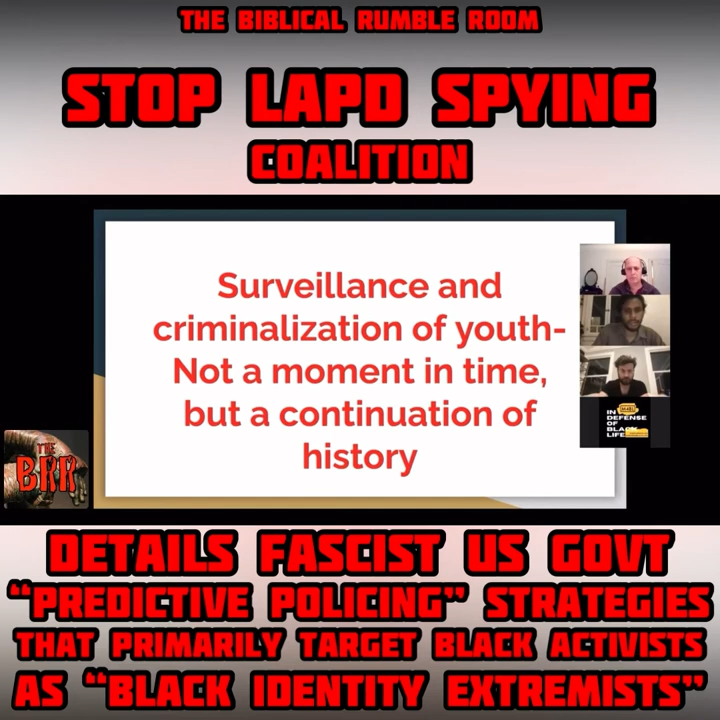 THE BIBLICAL RUMBLE ROOM
STOP LAPD SPYING
COALITION
Surveillance and
criminalization of youth-
Not a moment in time,
but a continuation of
history
IN
DEFENSE
OF
BLACK
LIFE
THE
BRR
DETAILS FASCIST US GOVT
“PREDICTIVE POLICING” STRATEGIES
THAT PRIMARILY TARGET BLACK ACTIVISTS
AS “BLACK IDENTITY EXTREMISTS”